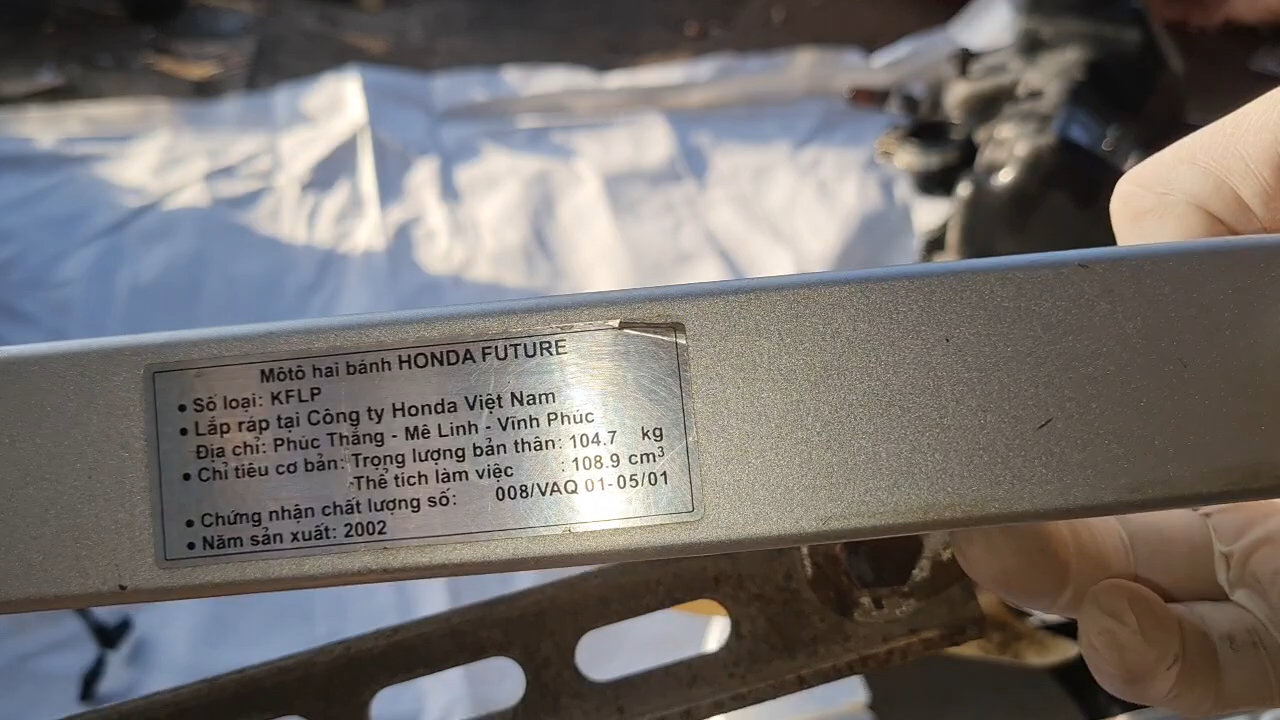 Môtô hai bánh HONDA FUTURE
• Số loại: KFLP
• Lắp ráp tại Công ty Honda Việt Nam
Địa chỉ: Phúc Thắng - Mê Linh - Vĩnh Phúc
• Chỉ tiêu cơ bản: Trọng lượng bản thân: 104.7 kg
-Thể tích làm việc : 108.9 cm³
• Chứng nhận chất lượng số: 008/VAQ 01-05/01
• Năm sản xuất: 2002